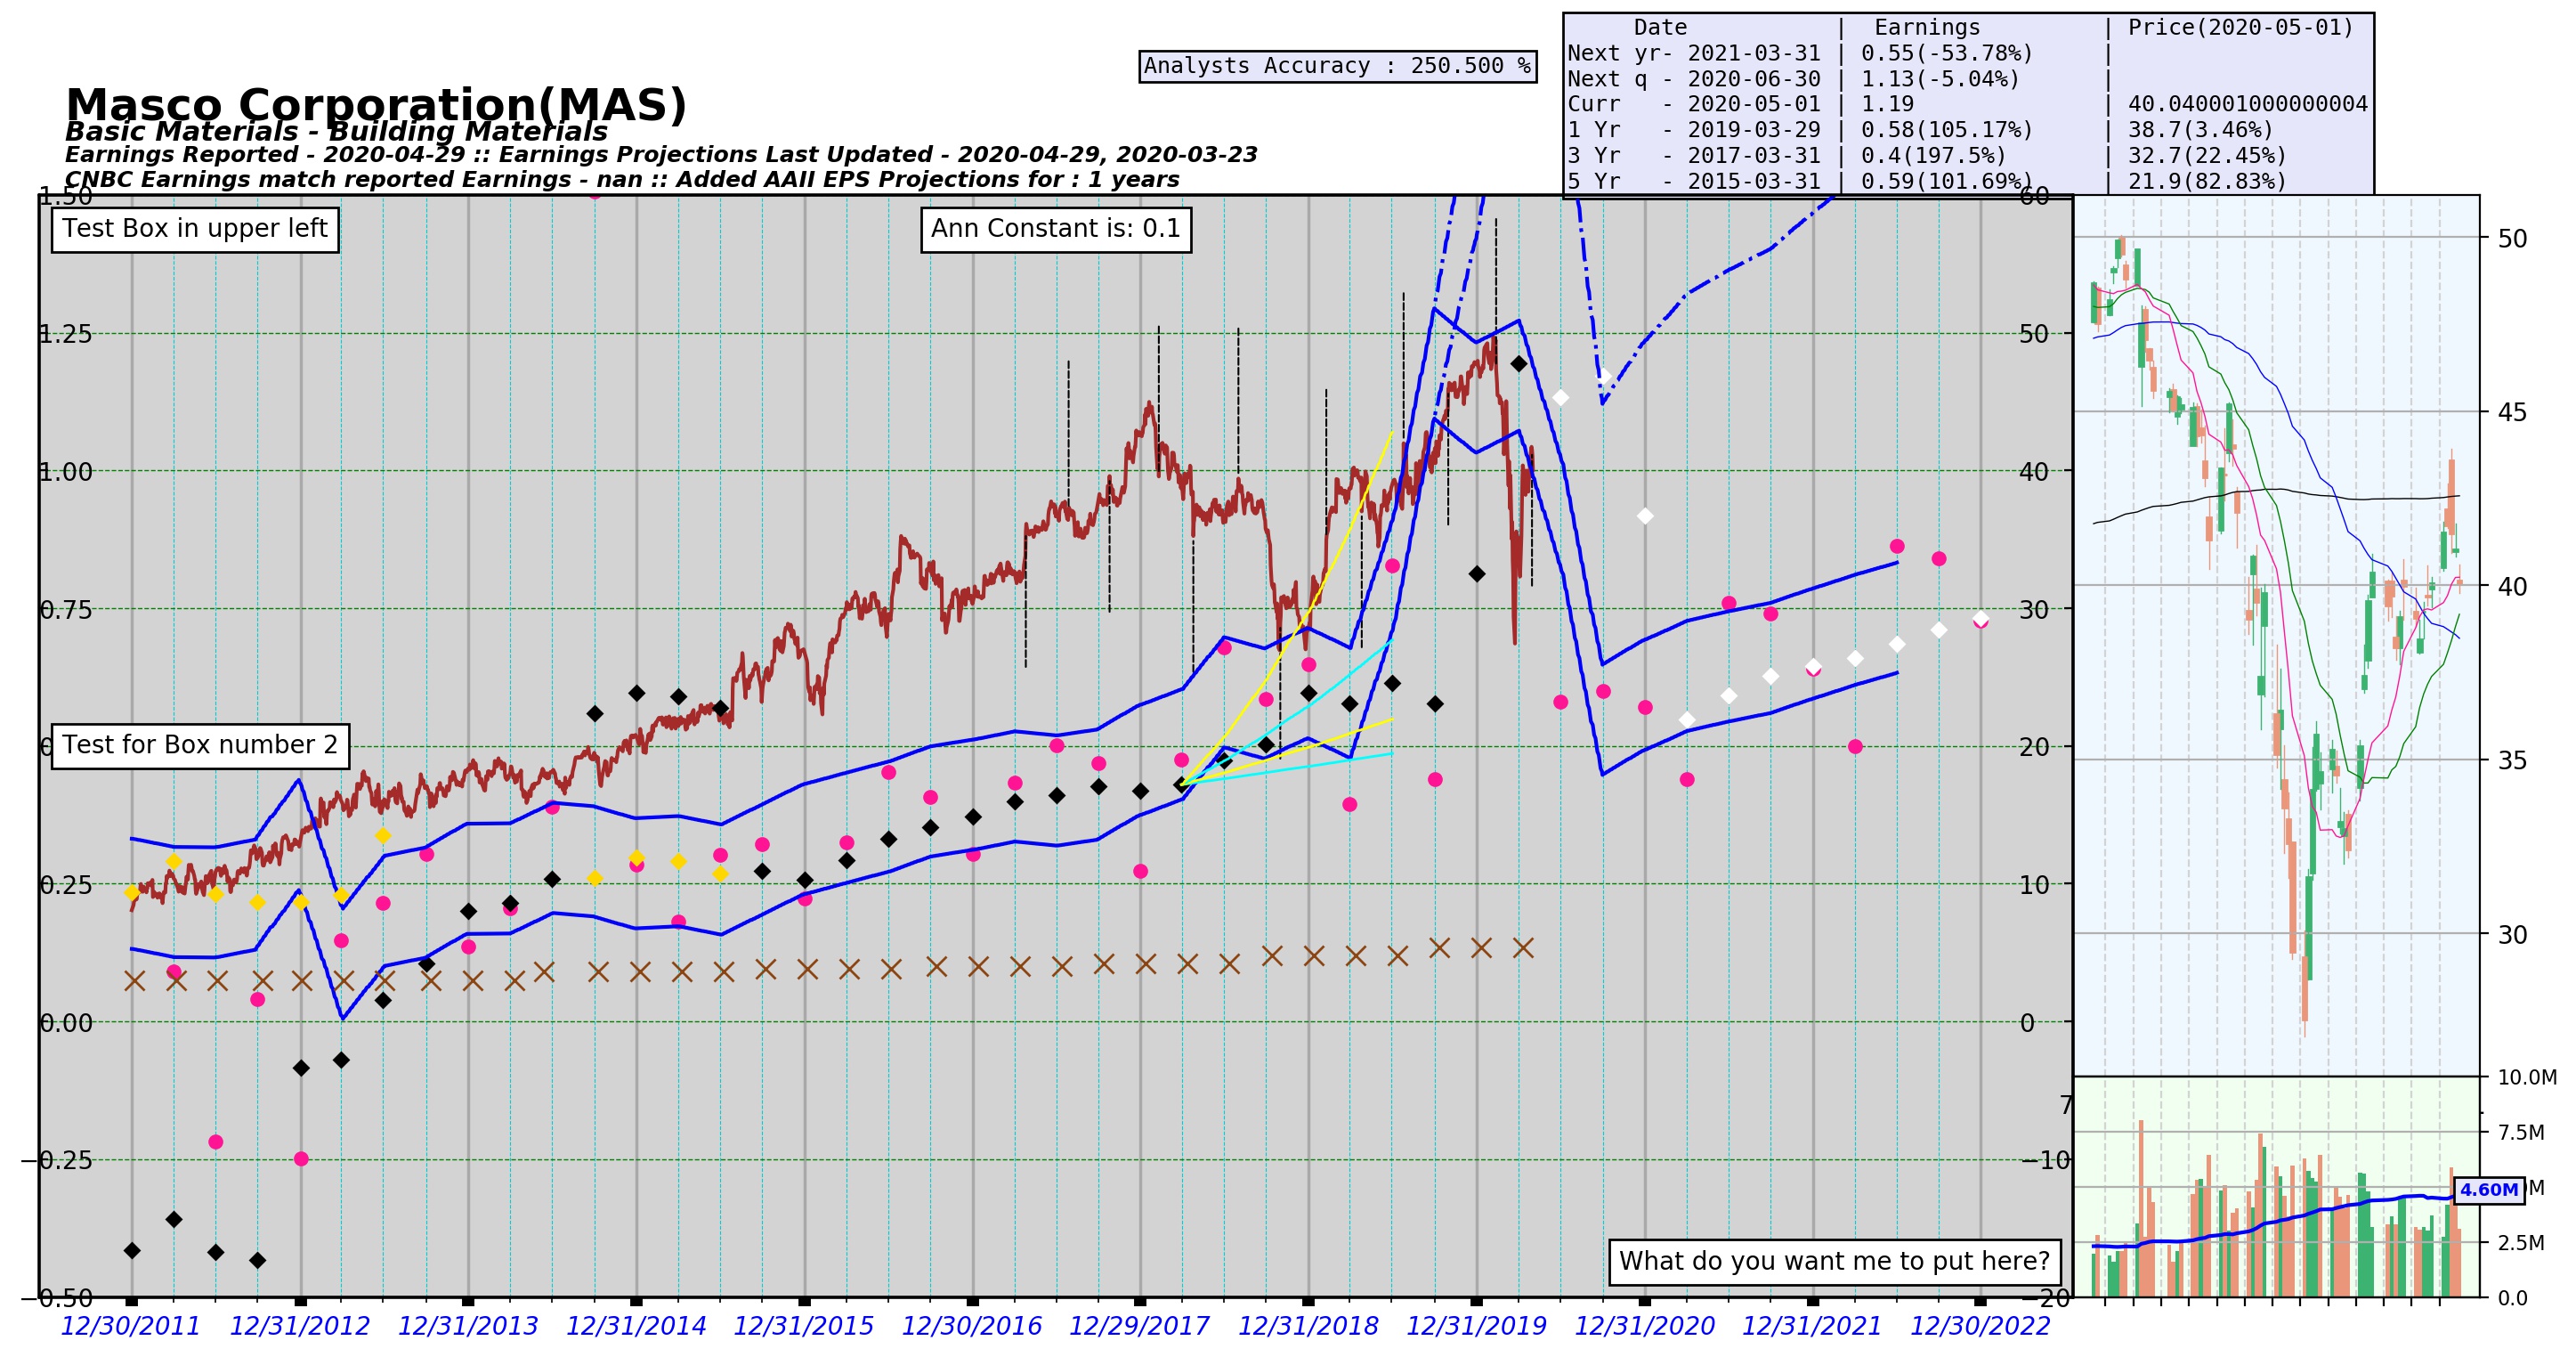 Date | Earnings | Price(2020-05-01)
Next yr- 2021-03-31 | 0.55(-53.78%) |
Next q - 2020-06-30 | 1.13(-5.04%) |
Curr - 2020-05-01 | 1.19 | 40.040001000000004
1 Yr - 2019-03-29 | 0.58(105.17%) | 38.7(3.46%)
3 Yr - 2017-03-31 | 0.4(197.5%) | 32.7(22.45%)
5 Yr - 2015-03-31 | 0.59(101.69%) | 21.9(82.83%)
Analysts Accuracy : 250.500 %
Masco Corporation(MAS)
Basic Materials - Building Materials
Earnings Reported - 2020-04-29 :: Earnings Projections Last Updated - 2020-04-29, 2020-03-23
CNBC Earnings match reported Earnings - nan :: Added AAII EPS Projections for : 1 years
1.50
1.25
1.00
0.75
0.25
0.00
−0.25
−0.50
Test Box in upper left
Ann Constant is: 0.1
Test for Box number 2
What do you want me to put here?
60
50
40
30
20
10
0
−10
−20
50
45
40
35
30
10.0M
7.5M
4.60M
2.5M
0.0
12/30/2011 12/31/2012 12/31/2013 12/31/2014 12/31/2015 12/30/2016 12/29/2017 12/31/2018 12/31/2019 12/31/2020 12/31/2021 12/30/2022